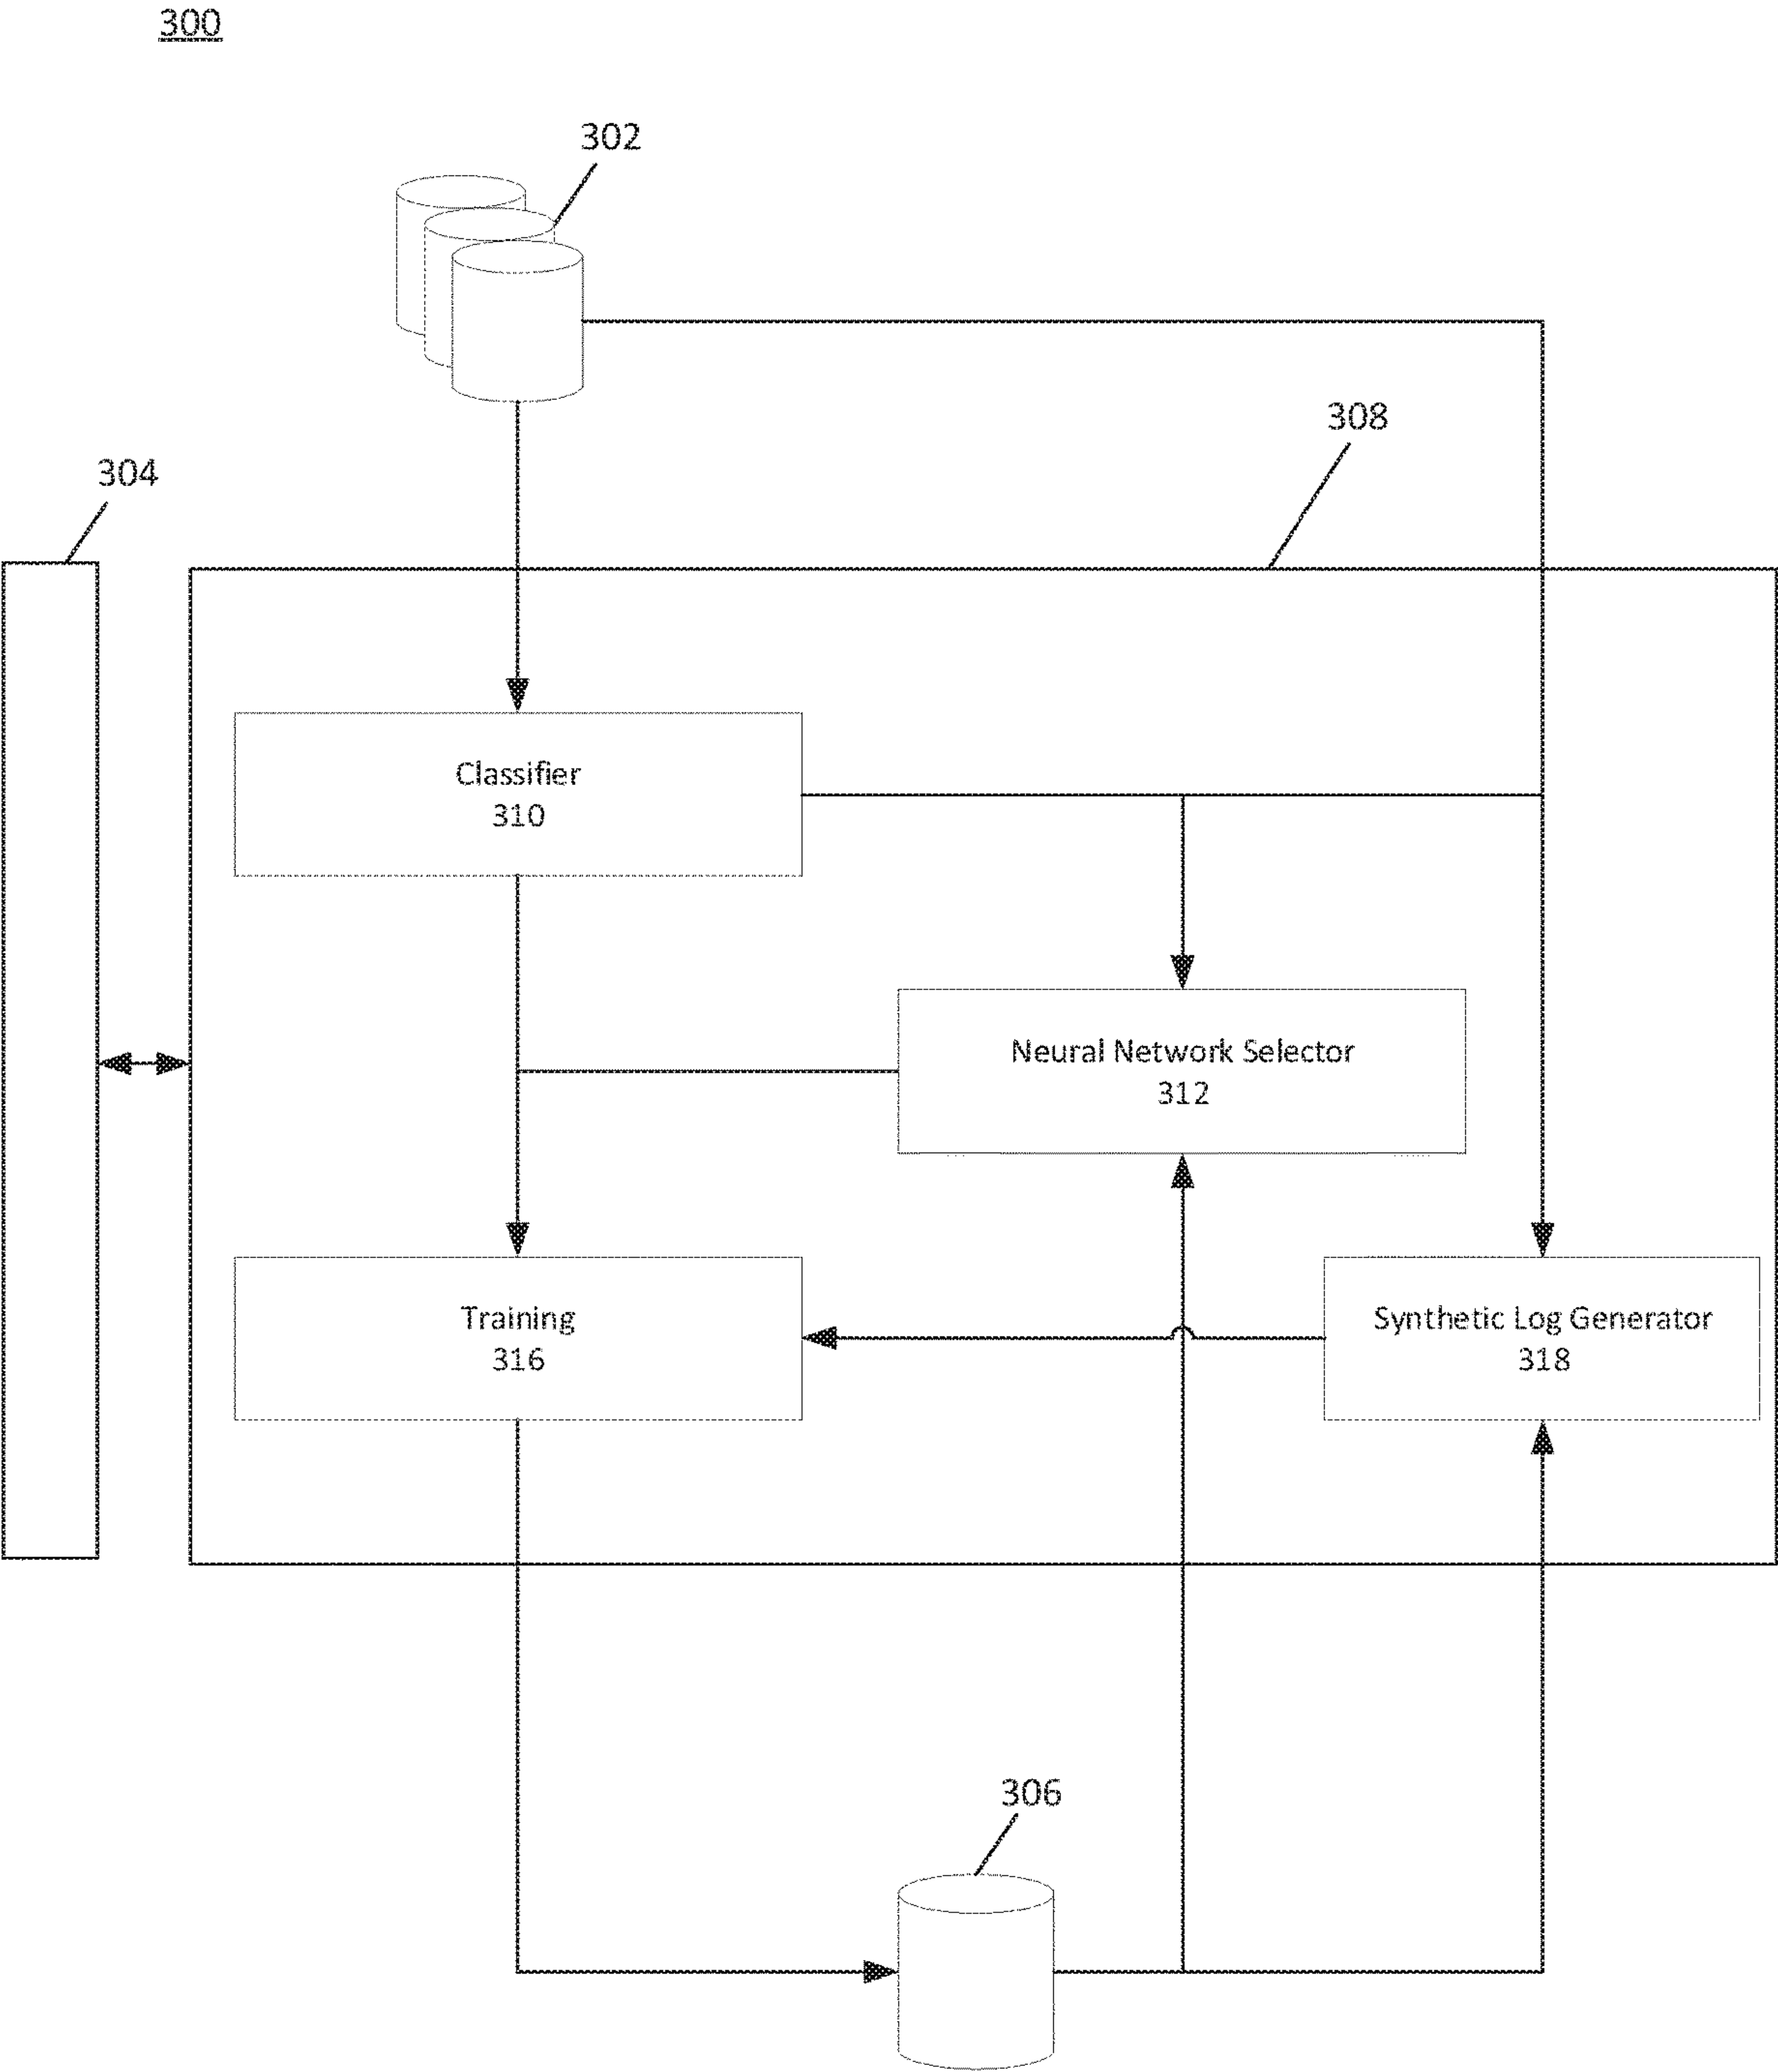 300
302
308
304
Classifier
310
Neural Network Selector
312
Training
316
Synthetic Log Generator
318
306